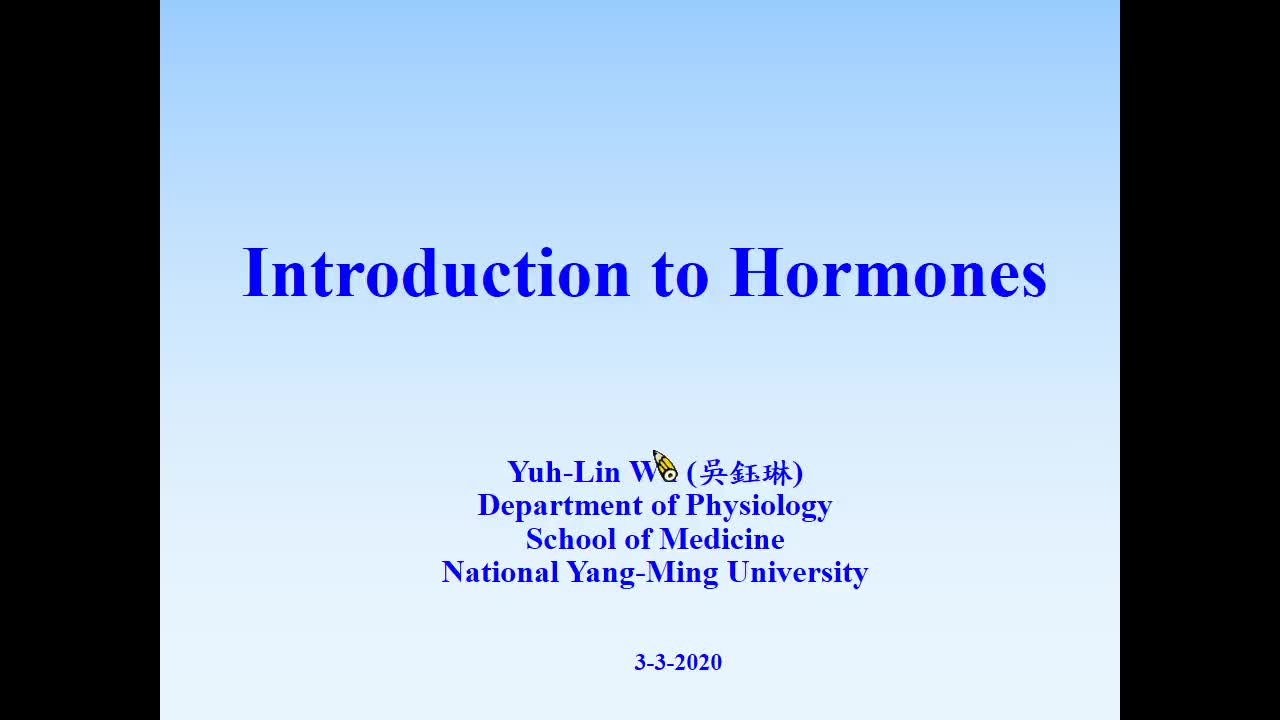 Introduction to Hormones
Yuh-Lin W (吳鈺琳)
Department of Physiology
School of Medicine
National Yang-Ming University
3-3-2020